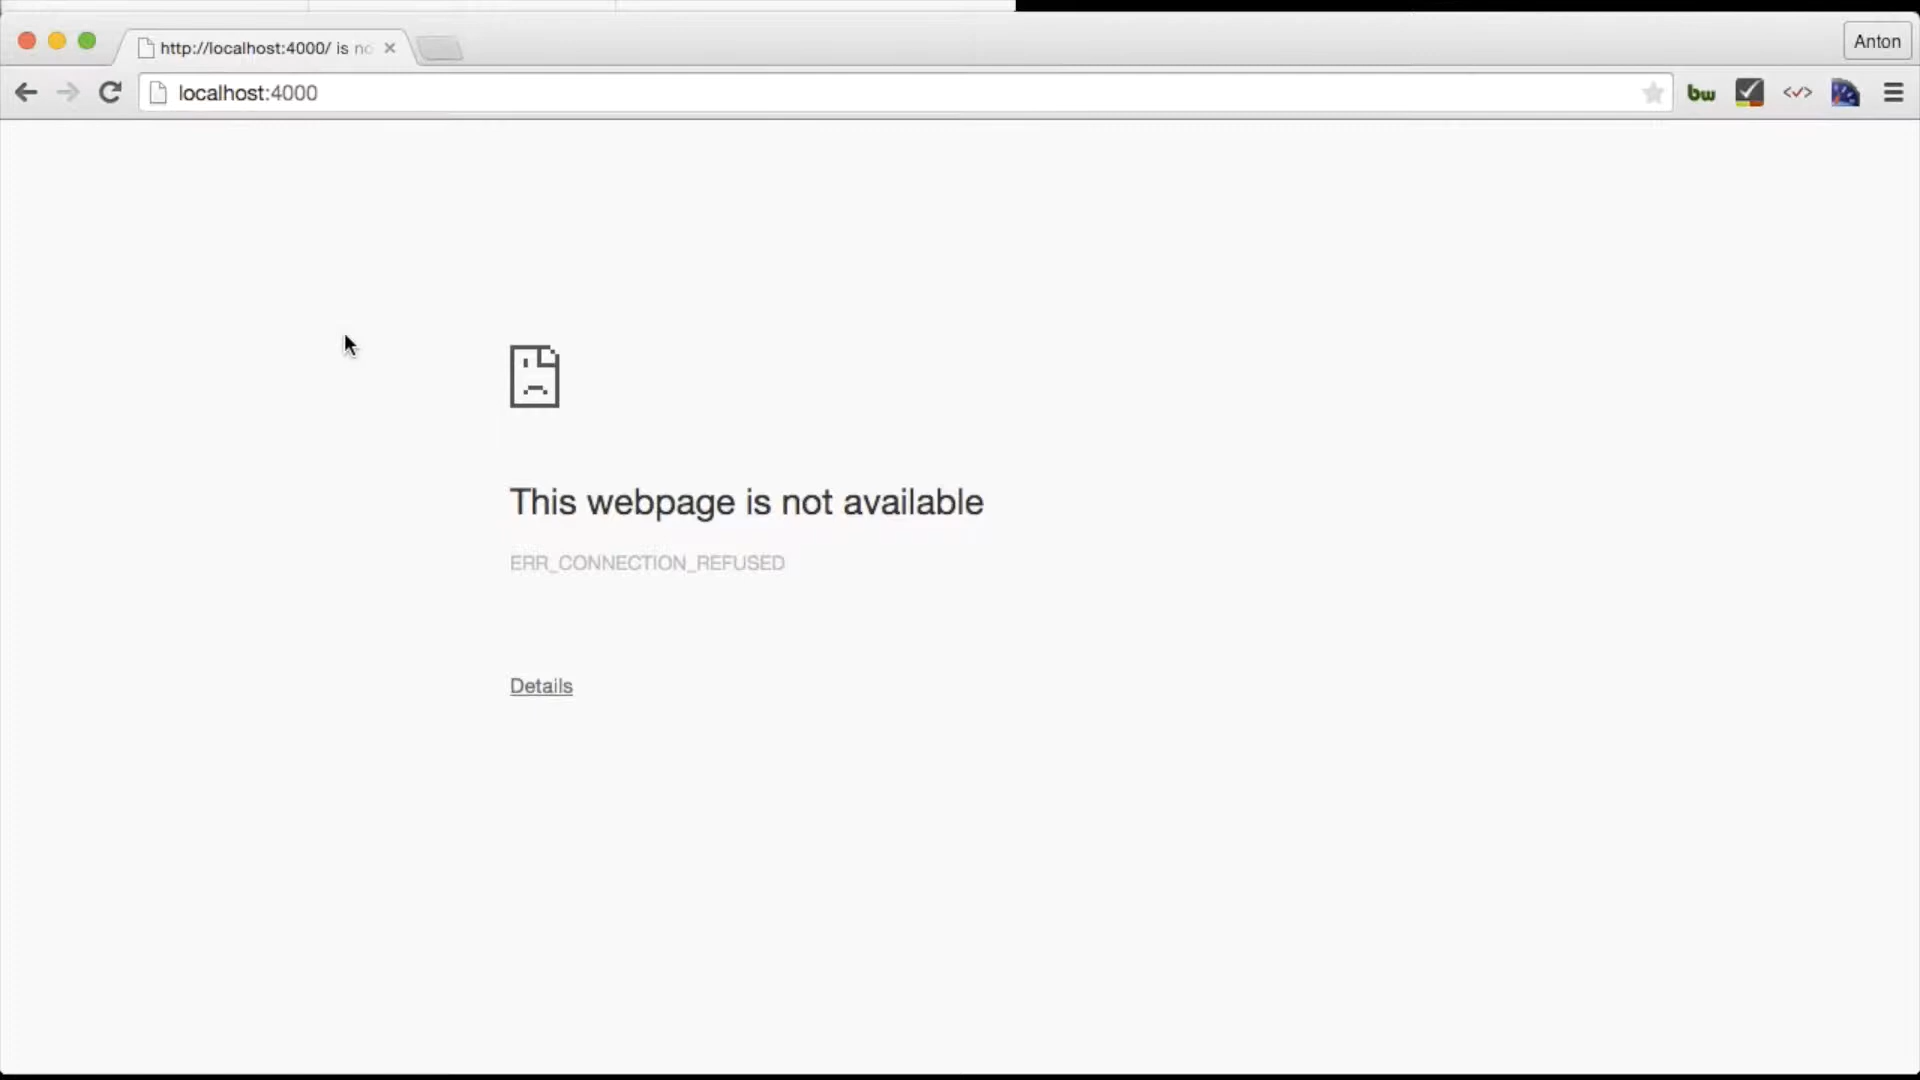 http://localhost:4000/ is no
Anton
localhost:4000
bw
This webpage is not available
ERR_CONNECTION_REFUSED
Details